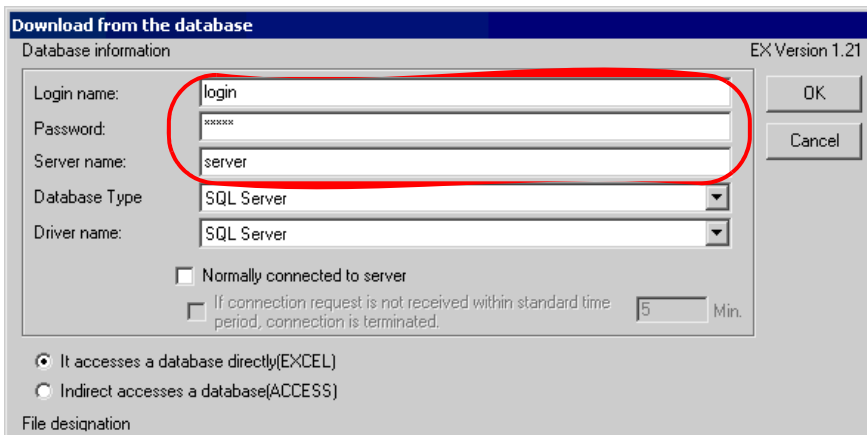 Download from the database
Database information
EX Version 1.21
Login name:
login
OK
Password:
*****
Cancel
Server name:
server
Database Type
SQL Server
Driver name:
SQL Server
Normally connected to server
If connection request is not received within standard time
period, connection is terminated.
5
Min.
It accesses a database directly(EXCEL)
Indirect accesses a database(ACCESS)
File designation